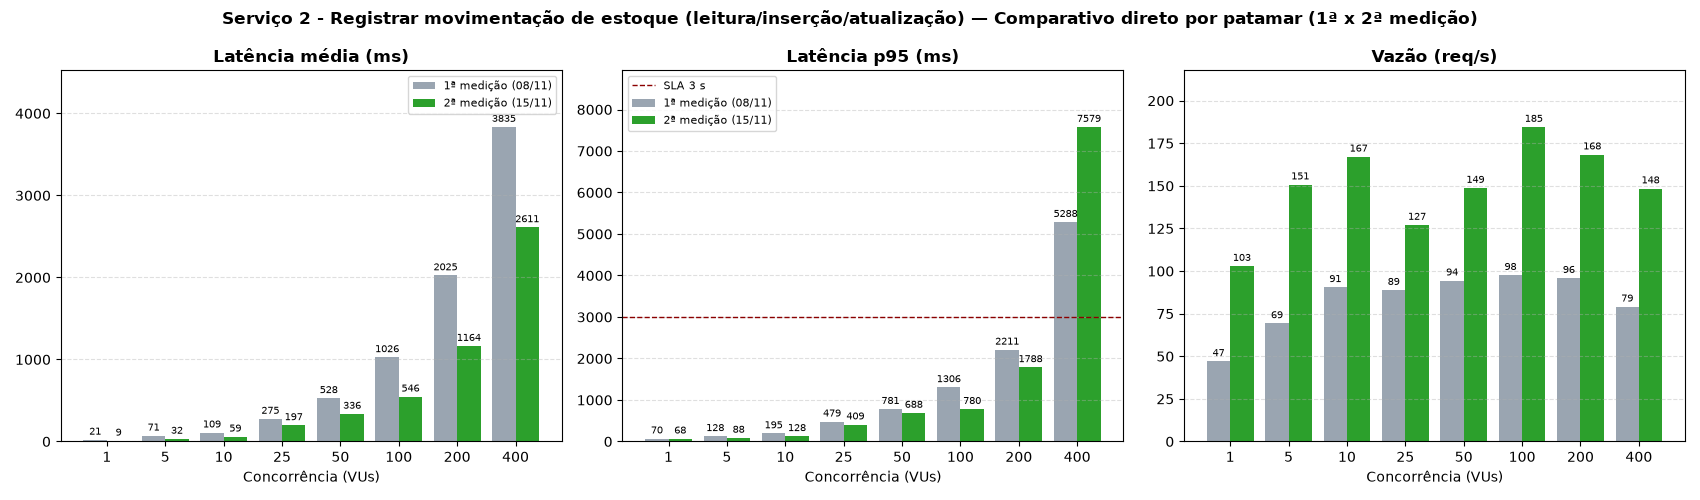 Serviço 2 - Registrar movimentação de estoque (leitura/inserção/atualização) — Comparativo direto por patamar (1ª x 2ª medição)
Latência média (ms)
1ª medição (08/11)
2ª medição (15/11)
4000
3000
2000
1000
0
21 9 71 32 109 59 275 197 528 336 1026 546 2025 1164 3835 2611
1 5 10 25 50 100 200 400
Concorrência (VUs)
Latência p95 (ms)
SLA 3 s
1ª medição (08/11)
2ª medição (15/11)
8000
7000
6000
5000
4000
3000
2000
1000
0
70 68 128 88 195 128 479 409 781 688 1306 780 2211 1788 5288 7579
1 5 10 25 50 100 200 400
Concorrência (VUs)
Vazão (req/s)
200
175
150
125
100
75
50
25
0
47 103 69 151 91 167 89 127 94 149 98 185 96 168 79 148
1 5 10 25 50 100 200 400
Concorrência (VUs)